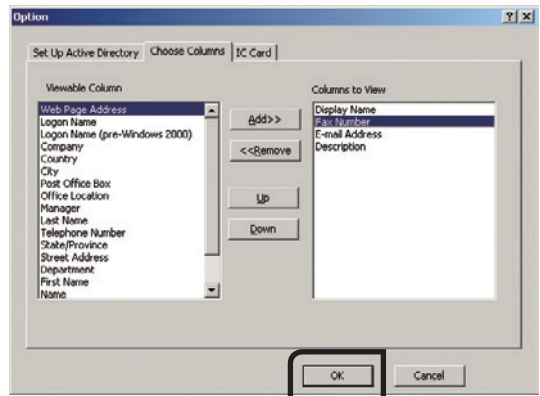 Option
Set Up Active Directory Choose Columns IC Card
Viewable Column
Web Page Address
Logon Name
Logon Name (pre-Windows 2000)
Company
Country
City
Post Office Box
Office Location
Manager
Last Name
Telephone Number
State/Province
Street Address
Department
First Name
Name
Add>>
<<Remove
Up
Down
Columns to View
Display Name
Fax Number
E-mail Address
Description
OK Cancel